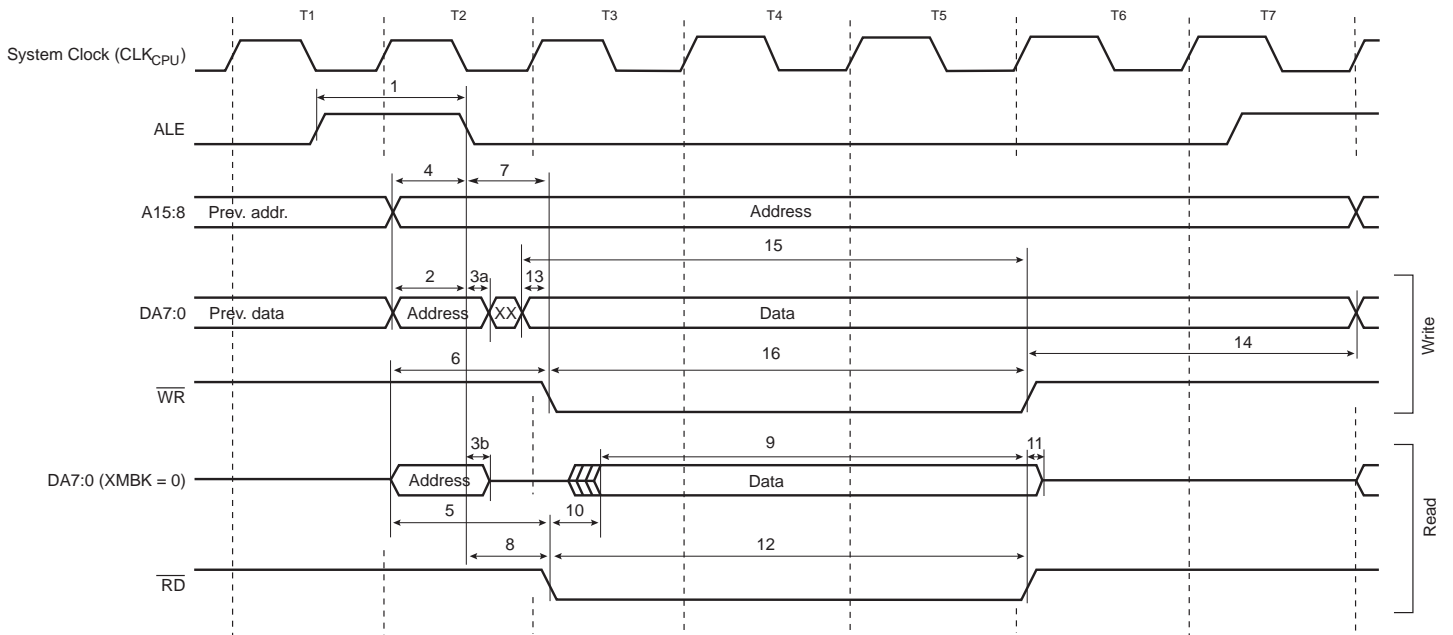 T1 T2 T3 T4 T5 T6 T7
System Clock (CLKCPU)
1
ALE
4 7
A15:8 Prev. addr. Address
15
2 3a 13
DA7:0 Prev. data Address XX Data
6 16 14
WR
Write
3b 9 11
DA7:0 (XMBK = 0) Address Data
5 10
8 12
RD
Read